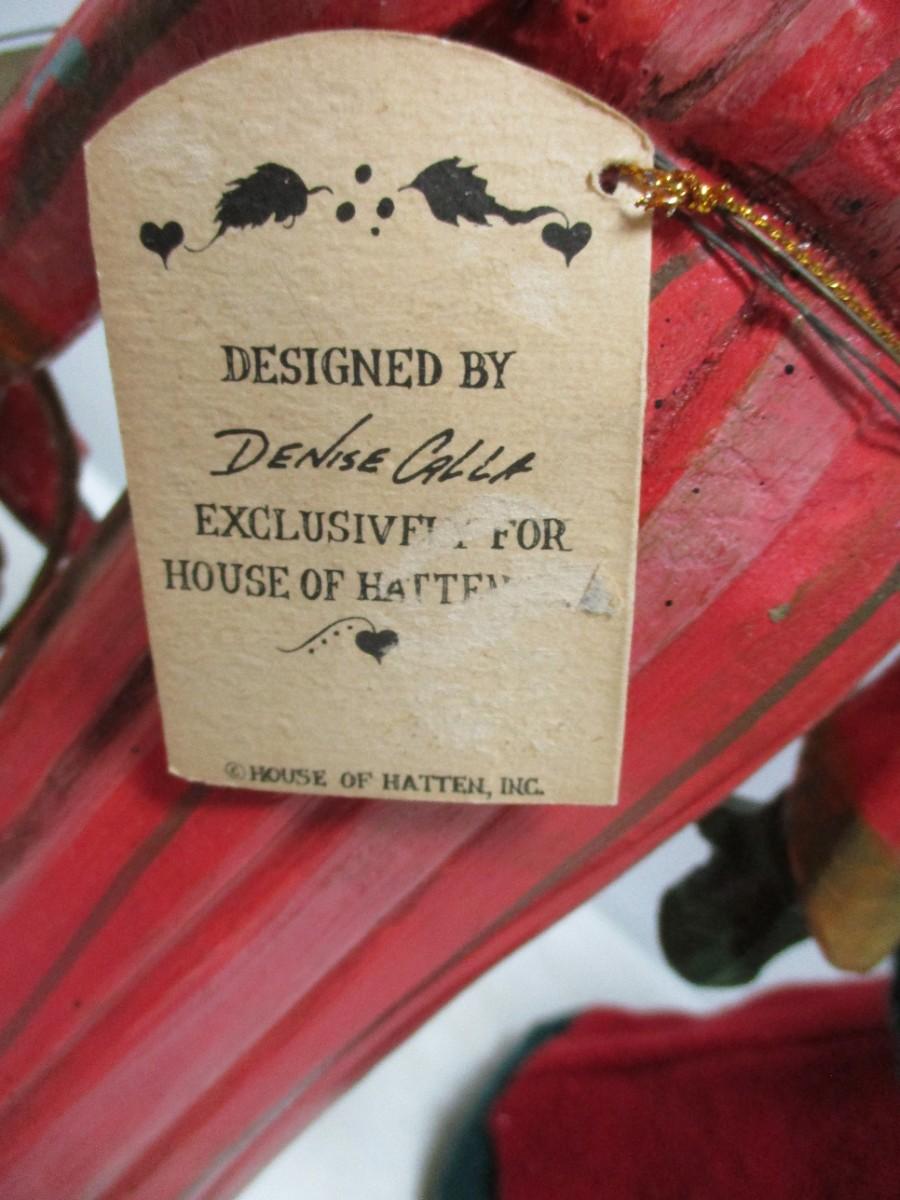 DESIGNED BY
DENISE CALLA
EXCLUSIVELY FOR
HOUSE OF HATTEN
© HOUSE OF HATTEN, INC.